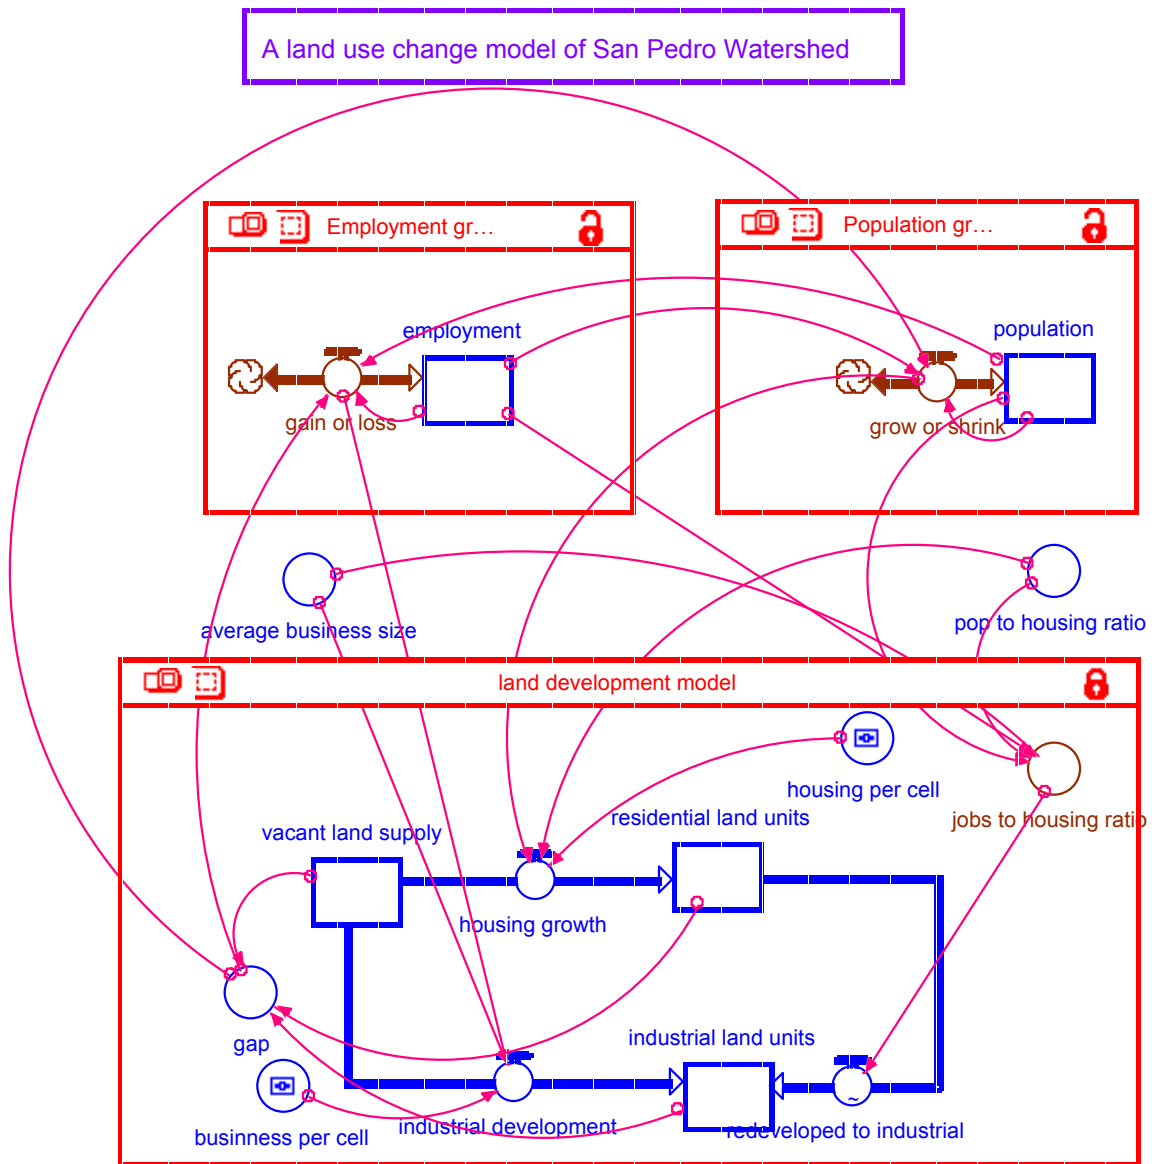 A land use change model of San Pedro Watershed
Employment gr...
Population gr...
employment
population
gain or loss
grow or shrink
average business size
pop to housing ratio
land development model
housing per cell
jobs to housing ratio
vacant land supply
residential land units
housing growth
gap
industrial land units
businness per cell
industrial development
redeveloped to industrial
~